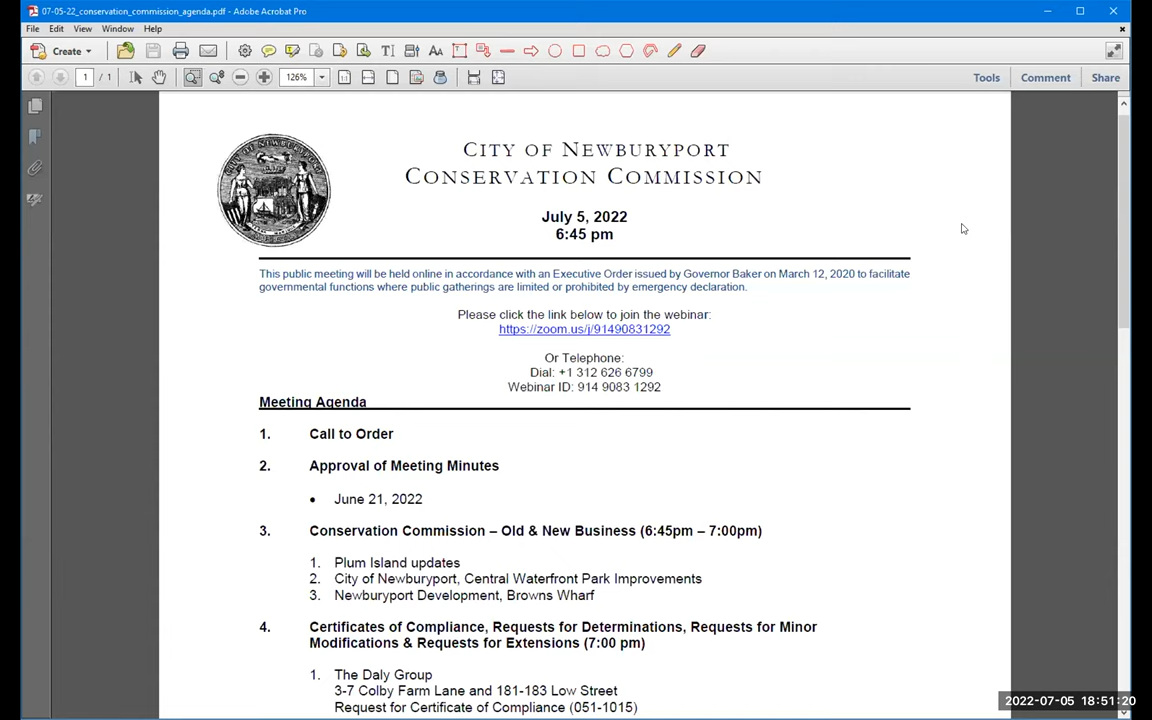 07-05-22_conservation_commission_agenda.pdf - Adobe Acrobat Pro
File Edit View Window Help
Create
1 / 1 126% Tools Comment Share
CITY OF NEWBURYPORT
CONSERVATION COMMISSION
July 5, 2022
6:45 pm
This public meeting will be held online in accordance with an Executive Order issued by Governor Baker on March 12, 2020 to facilitate
governmental functions where public gatherings are limited or prohibited by emergency declaration.
Please click the link below to join the webinar:
https://zoom.us/j/91490831292
Or Telephone:
Dial: +1 312 626 6799
Webinar ID: 914 9083 1292
Meeting Agenda
1. Call to Order
2. Approval of Meeting Minutes
• June 21, 2022
3. Conservation Commission – Old & New Business (6:45pm – 7:00pm)
1. Plum Island updates
2. City of Newburyport, Central Waterfront Park Improvements
3. Newburyport Development, Browns Wharf
4. Certificates of Compliance, Requests for Determinations, Requests for Minor
Modifications & Requests for Extensions (7:00 pm)
1. The Daly Group
3-7 Colby Farm Lane and 181-183 Low Street
Request for Certificate of Compliance (051-1015)
2022-07-05 18:51:20